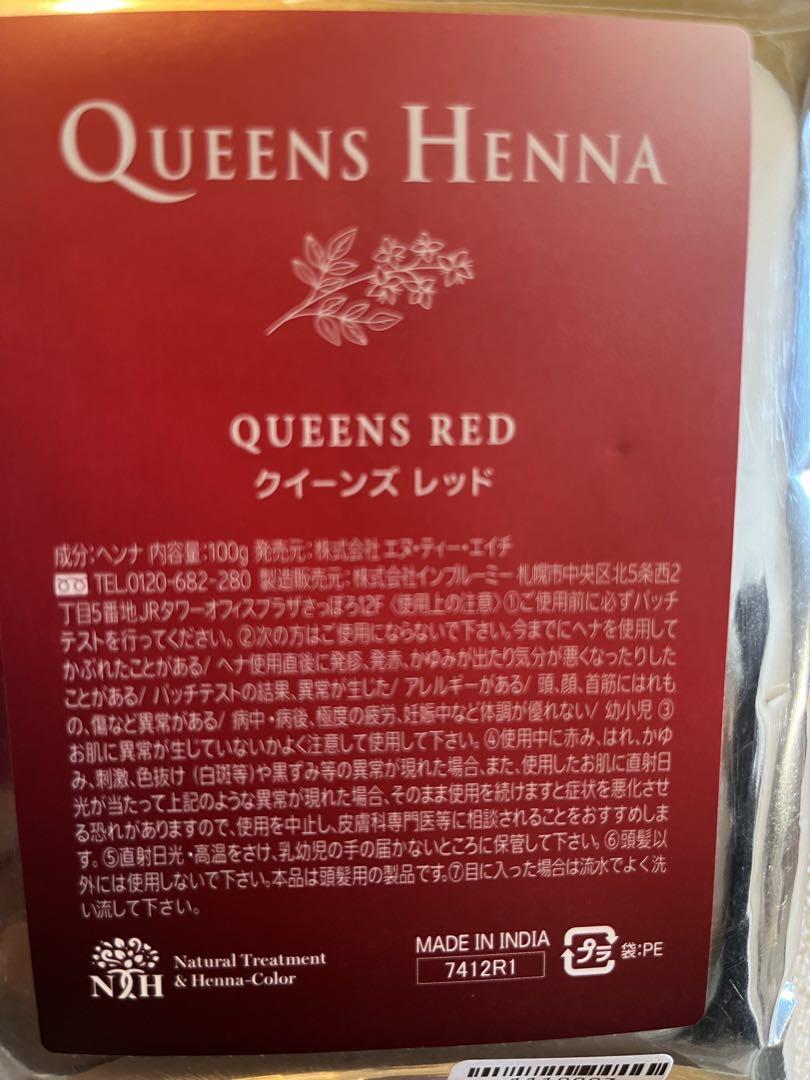 QUEENS HENNA
QUEENS RED
クイーンズ レッド
成分:ヘンナ 内容量:100g 発売元:株式会社 エヌ・ティー・エイチ
TEL.0120-682-280 製造販売元:株式会社インブルーミー 札幌市中央区北5条西2
丁目5番地JRタワーオフィスプラザさっぽろ12F 〈使用上の注意〉①ご使用前に必ずパッチ
テストを行ってください。②次の方はご使用にならないで下さい。今までにヘナを使用して
かぶれたことがある/ ヘナ使用直後に発疹、発赤、かゆみが出たり気分が悪くなったりした
ことがある/ パッチテストの結果、異常が生じた/ アレルギーがある/ 頭、顔、首筋にはれも
の、傷など異常がある/ 病中・病後、極度の疲労、妊娠中など体調が優れない/ 幼小児 ③
お肌に異常が生じていないかよく注意して使用して下さい。④使用中に赤み、はれ、かゆ
み、刺激、色抜け (白斑等)や黒ずみ等の異常が現れた場合、また、使用したお肌に直射日
光が当たって上記のような異常が現れた場合、そのまま使用を続けますと症状を悪化させ
る恐れがありますので、使用を中止し、皮膚科専門医等に相談されることをおすすめしま
す。⑤直射日光・高温をさけ、乳幼児の手の届かないところに保管して下さい。⑥頭髪以
外には使用しないで下さい。本品は頭髪用の製品です。⑦目に入った場合は流水でよく洗
い流して下さい。
NTH Natural Treatment
& Henna-Color
MADE IN INDIA
7412R1
プラ 袋:PE